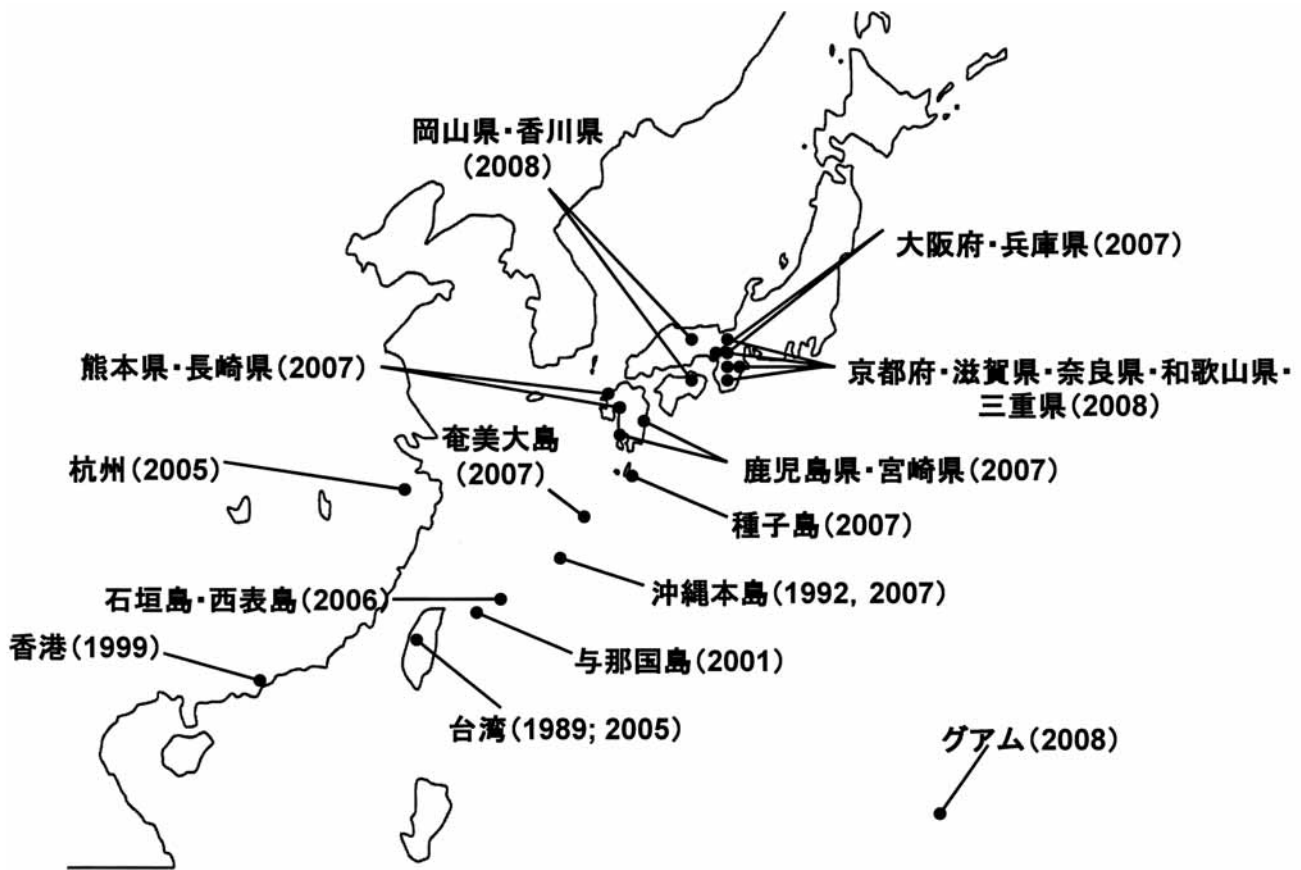 岡山県・香川県
(2008)
大阪府・兵庫県(2007)
熊本県・長崎県(2007)
京都府・滋賀県・奈良県・和歌山県・
三重県(2008)
奄美大島
(2007)
杭州(2005)
鹿児島県・宮崎県(2007)
種子島(2007)
沖縄本島(1992, 2007)
石垣島・西表島(2006)
香港(1999)
与那国島(2001)
台湾(1989; 2005)
グアム(2008)